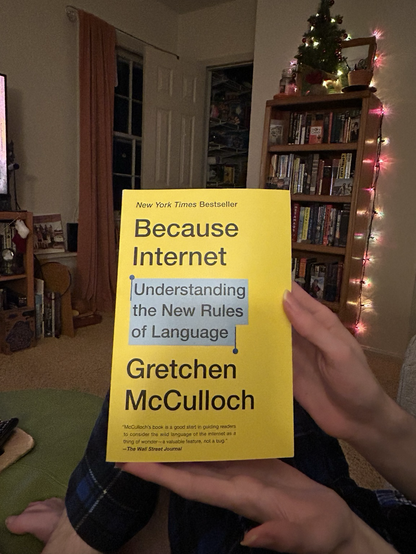 New York Times Bestseller
Because
Internet
Understanding
the New Rules
of Language
Gretchen
McCulloch
"McCulloch's book is a good start in guiding readers
to consider the wild language of the internet as a
thing of wonder—a valuable feature, not a bug."
—The Wall Street Journal